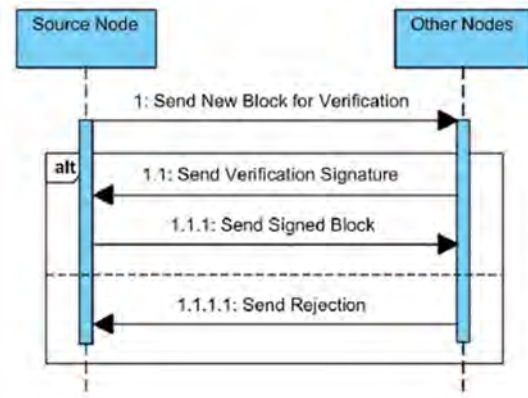 Source Node
Other Nodes
1: Send New Block for Verification
alt
1.1: Send Verification Signature
1.1.1: Send Signed Block
1.1.1.1: Send Rejection